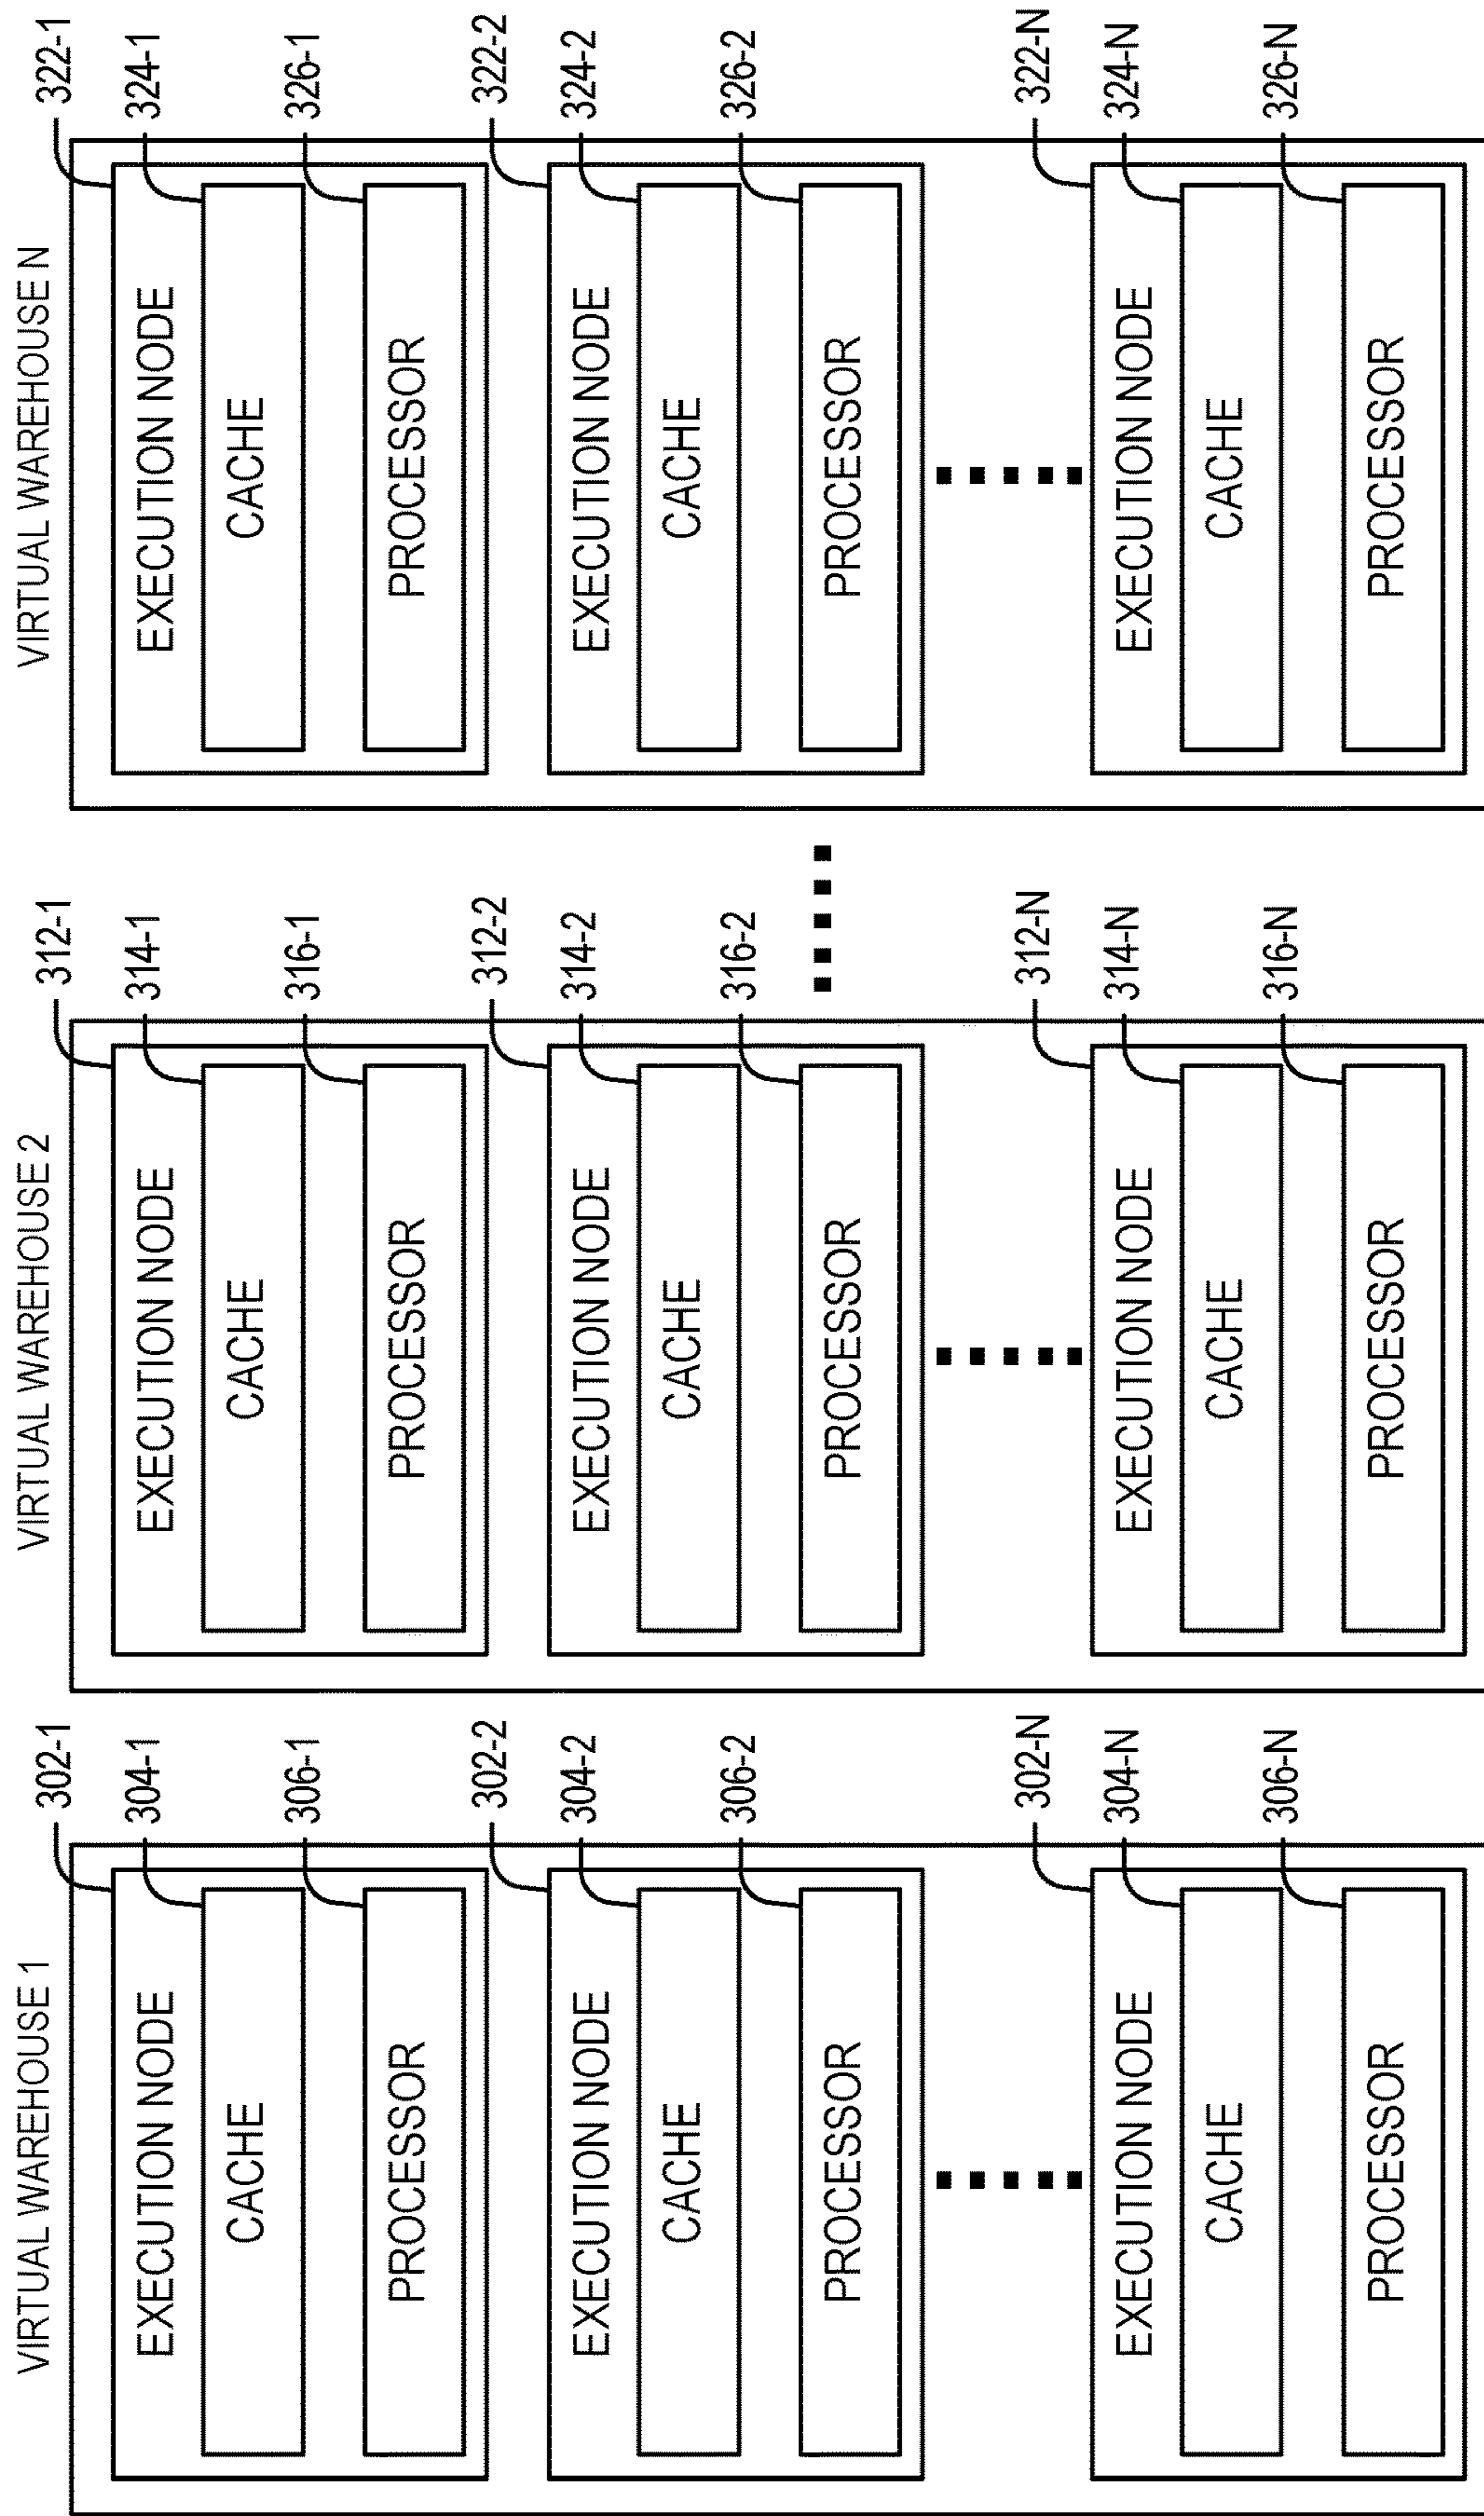 VIRTUAL WAREHOUSE 1
302-1
EXECUTION NODE
304-1
CACHE
306-1
PROCESSOR
302-2
EXECUTION NODE
304-2
CACHE
306-2
PROCESSOR
302-N
EXECUTION NODE
304-N
CACHE
306-N
PROCESSOR
VIRTUAL WAREHOUSE 2
312-1
EXECUTION NODE
314-1
CACHE
316-1
PROCESSOR
312-2
EXECUTION NODE
314-2
CACHE
316-2
PROCESSOR
312-N
EXECUTION NODE
314-N
CACHE
316-N
PROCESSOR
VIRTUAL WAREHOUSE N
322-1
EXECUTION NODE
324-1
CACHE
326-1
PROCESSOR
322-2
EXECUTION NODE
324-2
CACHE
326-2
PROCESSOR
322-N
EXECUTION NODE
324-N
CACHE
326-N
PROCESSOR